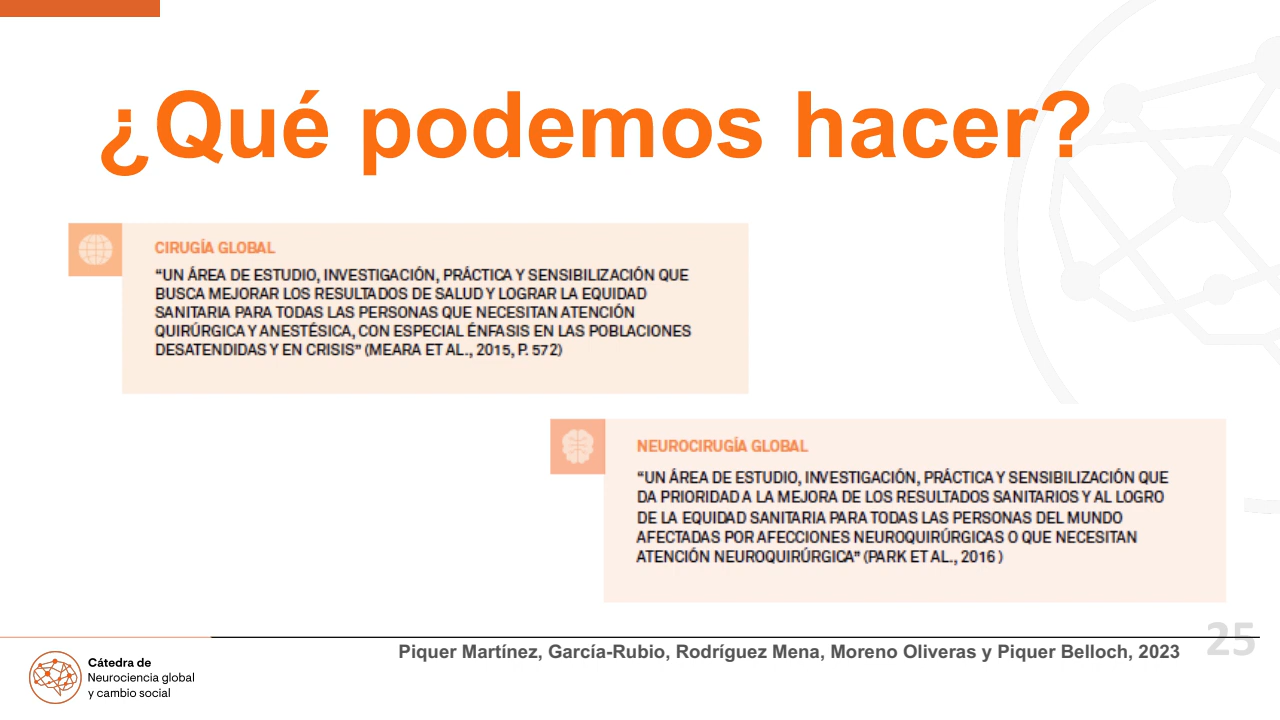 ¿Qué podemos hacer?
CIRUGÍA GLOBAL
“UN ÁREA DE ESTUDIO, INVESTIGACIÓN, PRÁCTICA Y SENSIBILIZACIÓN QUE
BUSCA MEJORAR LOS RESULTADOS DE SALUD Y LOGRAR LA EQUIDAD
SANITARIA PARA TODAS LAS PERSONAS QUE NECESITAN ATENCIÓN
QUIRÚRGICA Y ANESTÉSICA, CON ESPECIAL ÉNFASIS EN LAS POBLACIONES
DESATENDIDAS Y EN CRISIS” (MEARA ET AL., 2015, P. 572)
NEUROCIRUGÍA GLOBAL
“UN ÁREA DE ESTUDIO, INVESTIGACIÓN, PRÁCTICA Y SENSIBILIZACIÓN QUE
DA PRIORIDAD A LA MEJORA DE LOS RESULTADOS SANITARIOS Y AL LOGRO
DE LA EQUIDAD SANITARIA PARA TODAS LAS PERSONAS DEL MUNDO
AFECTADAS POR AFECCIONES NEUROQUIRÚRGICAS O QUE NECESITAN
ATENCIÓN NEUROQUIRÚRGICA” (PARK ET AL., 2016 )
25
Piquer Martínez, García-Rubio, Rodríguez Mena, Moreno Oliveras y Piquer Belloch, 2023
Cátedra de
Neurociencia global
y cambio social